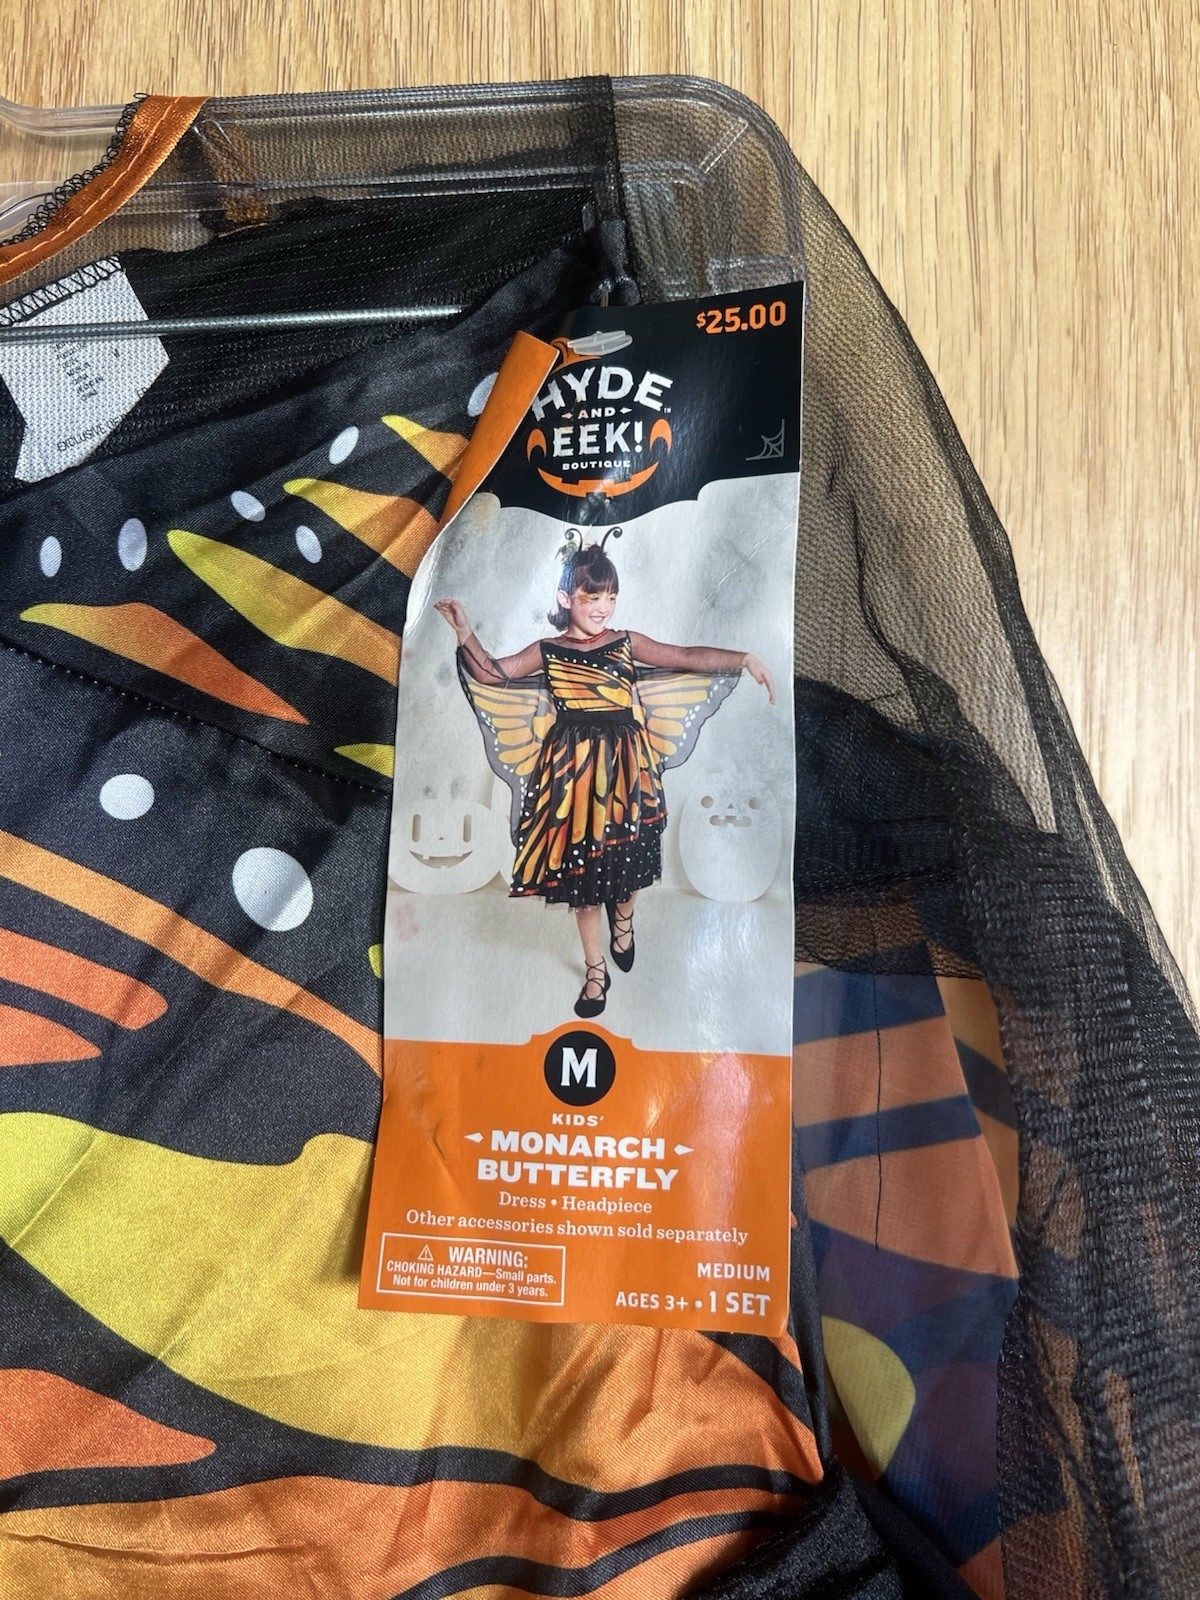 $25.00
HYDE
AND
EEK!
BOUTIQUE
EXCLUSIVE
M
KIDS'
MONARCH
BUTTERFLY
Dress • Headpiece
Other accessories shown sold separately
⚠ WARNING:
CHOKING HAZARD—Small parts.
Not for children under 3 years.
MEDIUM
AGES 3+ • 1 SET